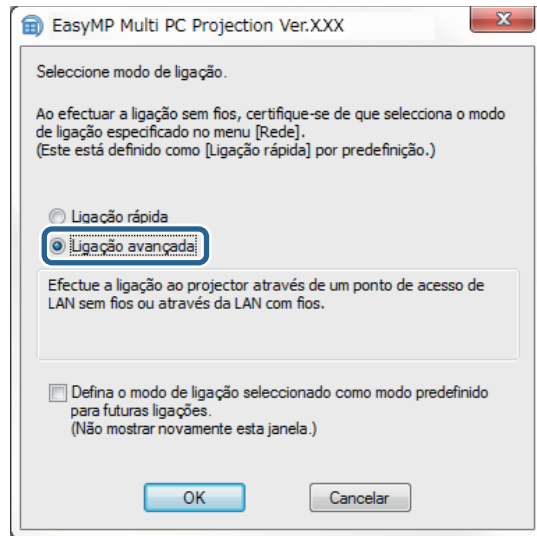 EasyMP Multi PC Projection Ver.XXX
Seleccione modo de ligação.
Ao efectuar a ligação sem fios, certifique-se de que selecciona o modo
de ligação especificado no menu [Rede].
(Este está definido como [Ligação rápida] por predefinição.)
Ligação rápida
Ligação avançada
Efectue a ligação ao projector através de um ponto de acesso de
LAN sem fios ou através da LAN com fios.
Defina o modo de ligação seleccionado como modo predefinido
para futuras ligações.
(Não mostrar novamente esta janela.)
OK
Cancelar